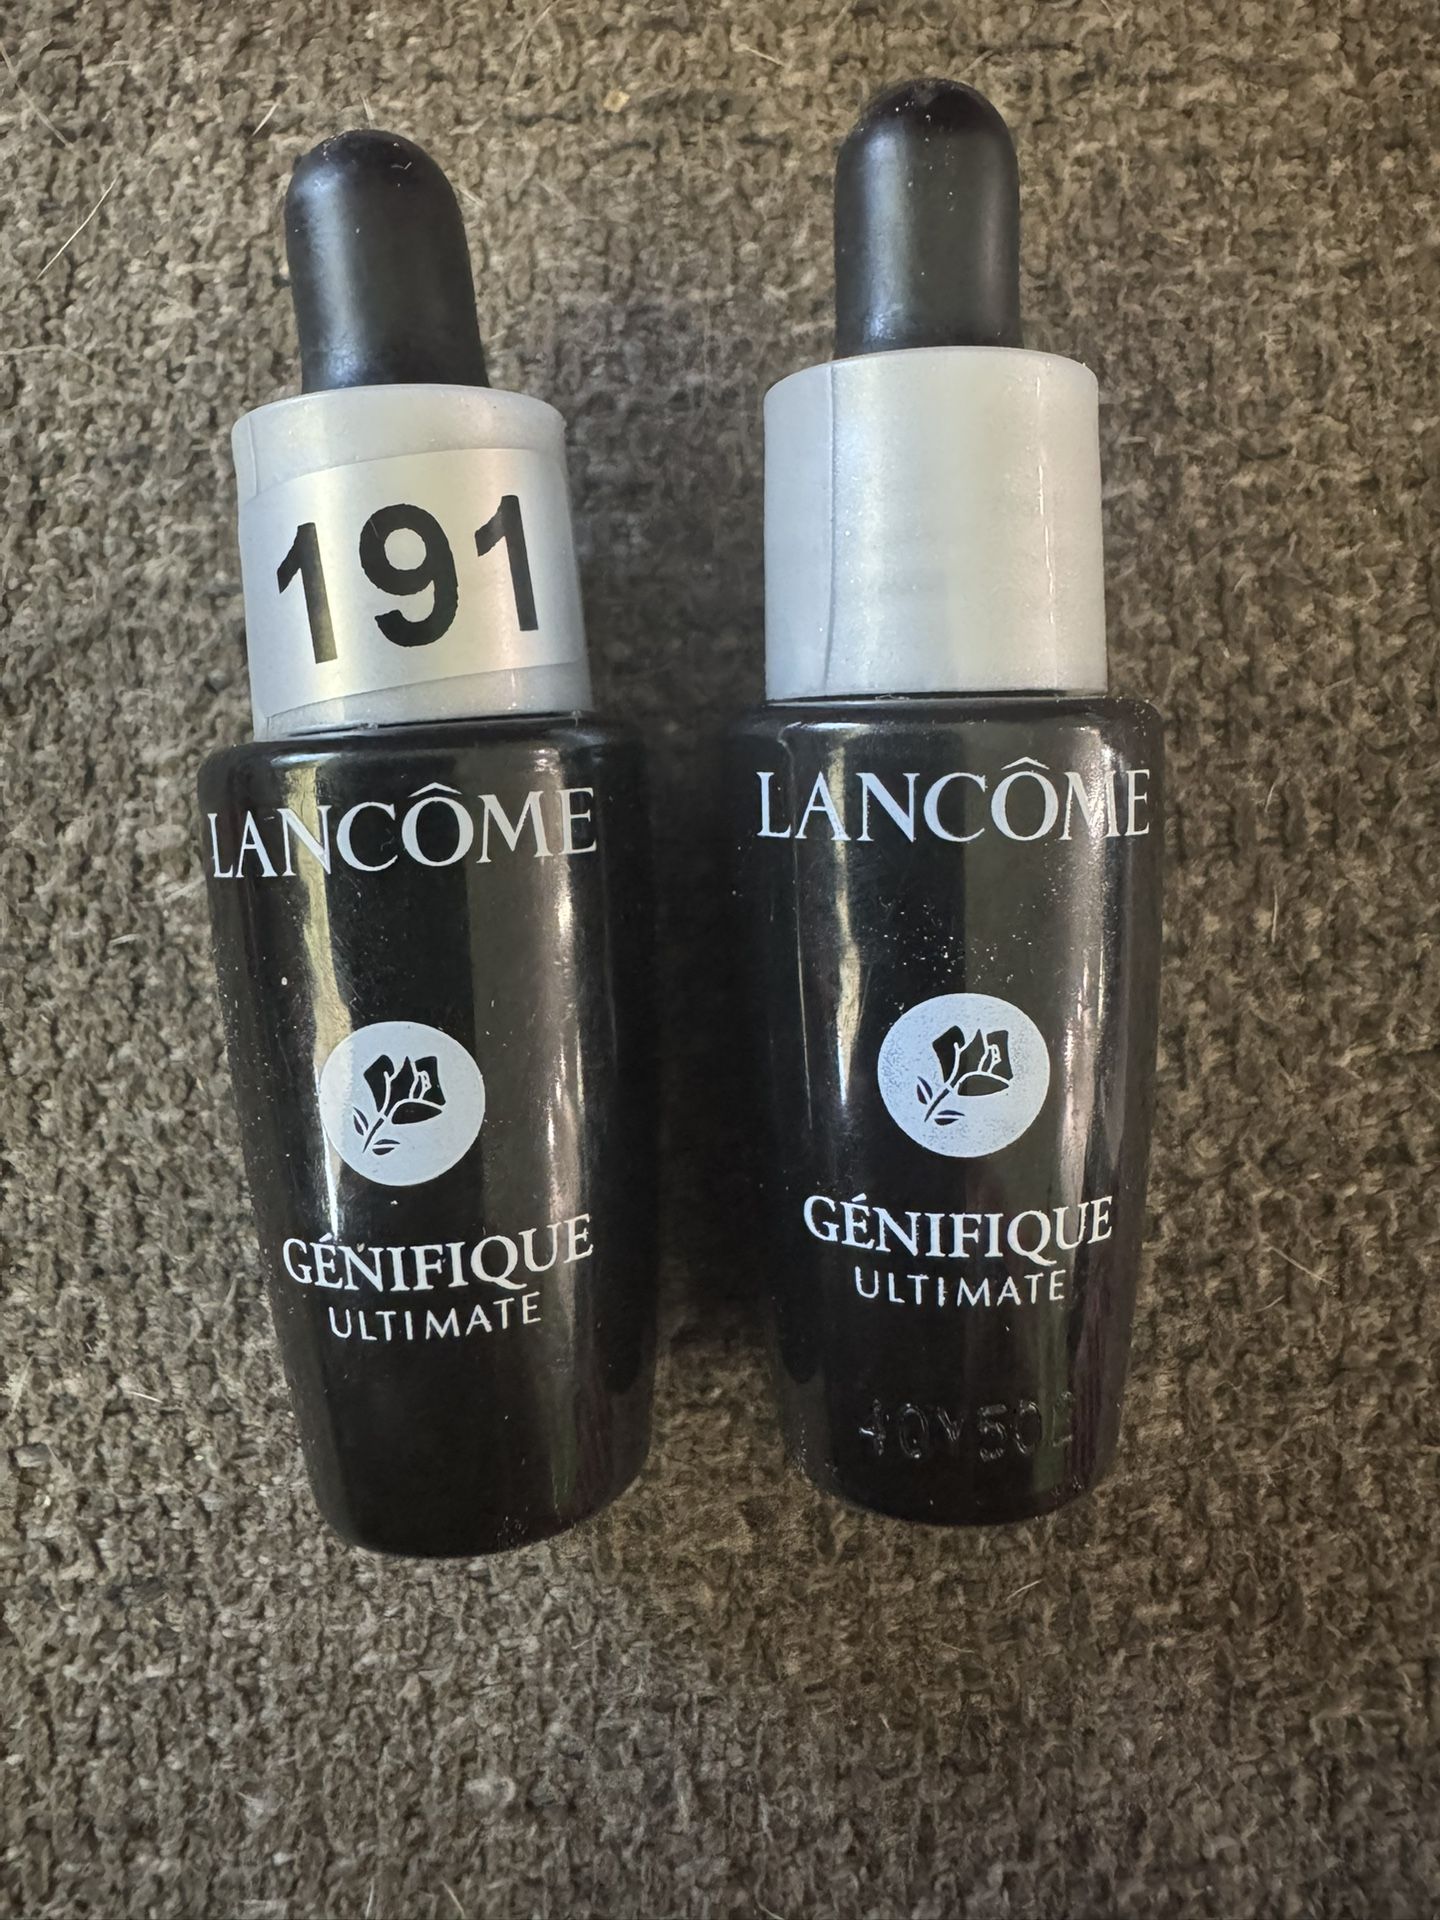 191
LANCÔME
GÉNIFIQUE
ULTIMATE
LANCÔME
GÉNIFIQUE
ULTIMATE